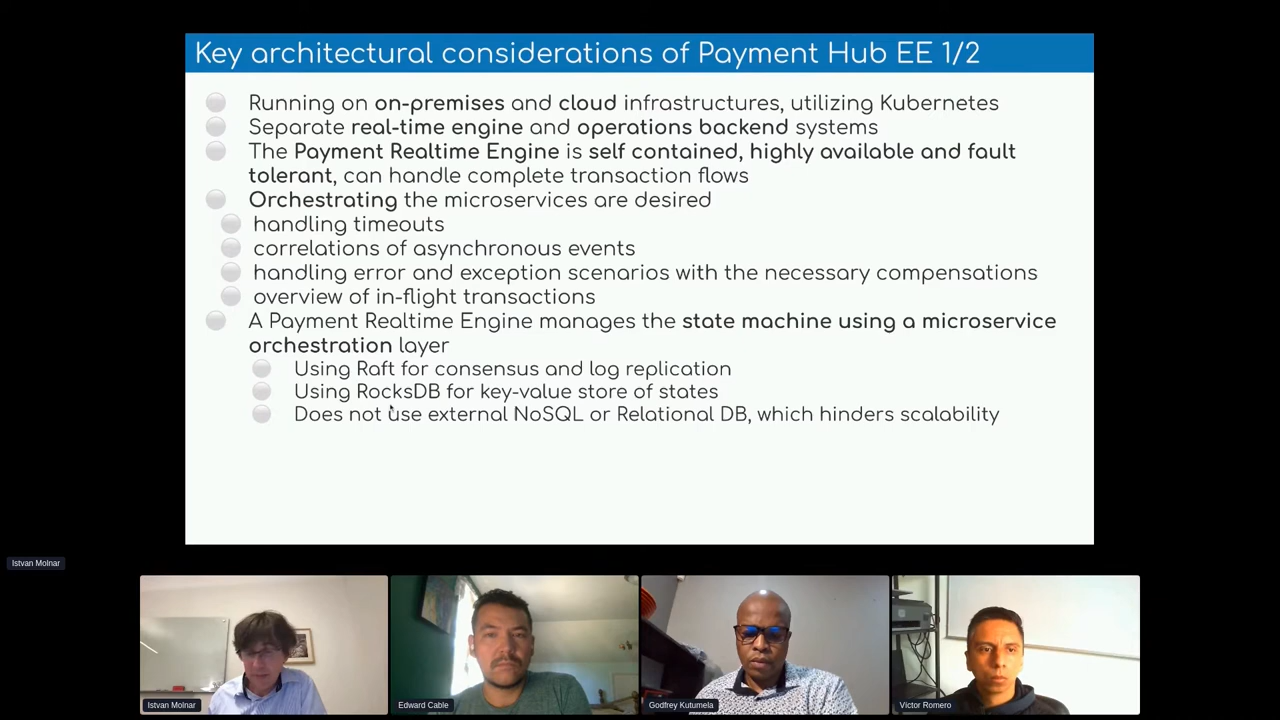 Key architectural considerations of Payment Hub EE 1/2
Running on on-premises and cloud infrastructures, utilizing Kubernetes
Separate real-time engine and operations backend systems
The Payment Realtime Engine is self contained, highly available and fault
tolerant, can handle complete transaction flows
Orchestrating the microservices are desired
handling timeouts
correlations of asynchronous events
handling error and exception scenarios with the necessary compensations
overview of in-flight transactions
A Payment Realtime Engine manages the state machine using a microservice
orchestration layer
Using Raft for consensus and log replication
Using RocksDB for key-value store of states
Does not use external NoSQL or Relational DB, which hinders scalability
Istvan Molnar
Istvan Molnar
Edward Cable
Godfrey Kutumela
Víctor Romero